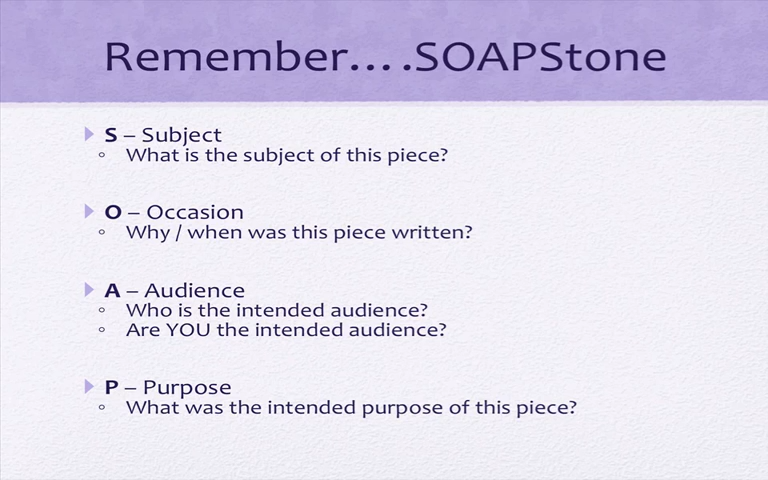 Remember….SOAPStone
S – Subject
◦ What is the subject of this piece?
O – Occasion
◦ Why / when was this piece written?
A – Audience
◦ Who is the intended audience?
◦ Are YOU the intended audience?
P – Purpose
◦ What was the intended purpose of this piece?